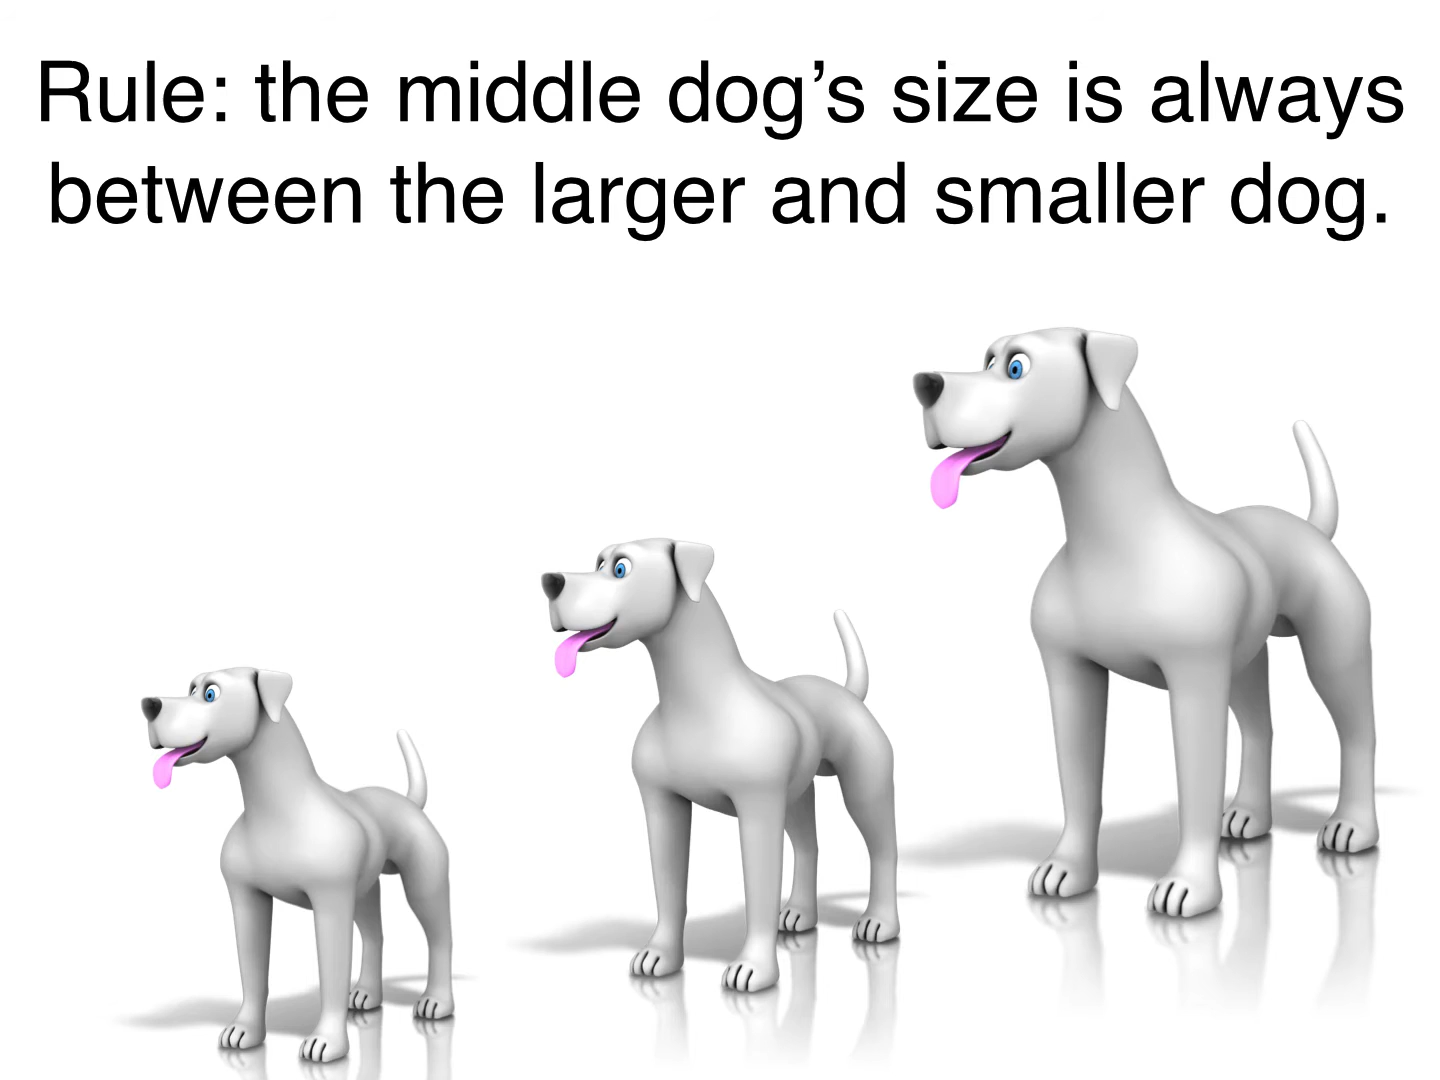 Rule: the middle dog’s size is always
between the larger and smaller dog.